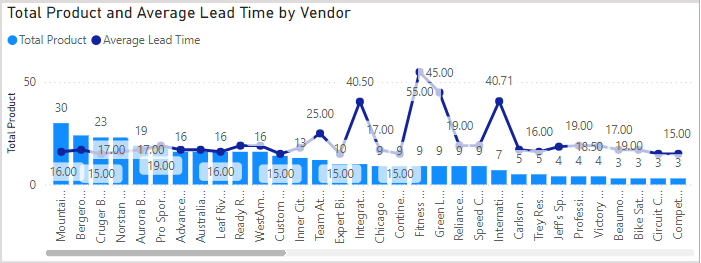 Total Product and Average Lead Time by Vendor
Total Product Average Lead Time
Total Product
50
0
30 23 19 16 16 16 13 25.00 10 40.50 17.00 9 9 55.00 45.00 9 19.00 9 9 40.71 7 5 16.00 5 4 19.00 4 18.50 4 17.00 3 19.00 3 3 15.00 3
16.00 15.00 17.00 17.00 19.00 16.00 15.00 15.00 15.00
Mountai...
Bergero...
Cruger B...
Norstan ...
Aurora B...
Pro Spor...
Advance...
Australia...
Leaf Riv...
Ready R...
WestAm...
Custom ...
Inner Cit...
Team At...
Expert Bi...
Integrat...
Chicago ...
Contine...
Fitness ...
Green L...
Reliance...
Speed C...
Internati...
Carlson ...
Trey Res...
Jeff's Sp...
Professi...
Victory ...
Beaumo...
Bike Sat...
Circuit C...
Compet...